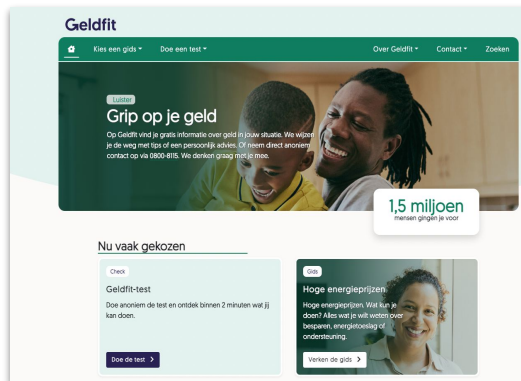 Geldfit
Kies een gids
Doe een test
Over Geldfit
Contact
Zoeken
Luister
Grip op je geld
Op Geldfit vind je gratis informatie over geld in jouw situatie. We wijzen
je de weg met tips of een persoonlijk advies. Of neem direct anoniem
contact op via 0800-8115. We denken graag met je mee.
1,5 miljoen
mensen gingen je voor
Nu vaak gekozen
Check
Geldfit-test
Doe anoniem de test en ontdek binnen 2 minuten wat jij
kan doen.
Doe de test
Gids
Hoge energieprijzen
Hoge energieprijzen. Wat kun je
doen? Alles wat je wilt weten over
besparen, energietoeslag of
ondersteuning.
Verken de gids